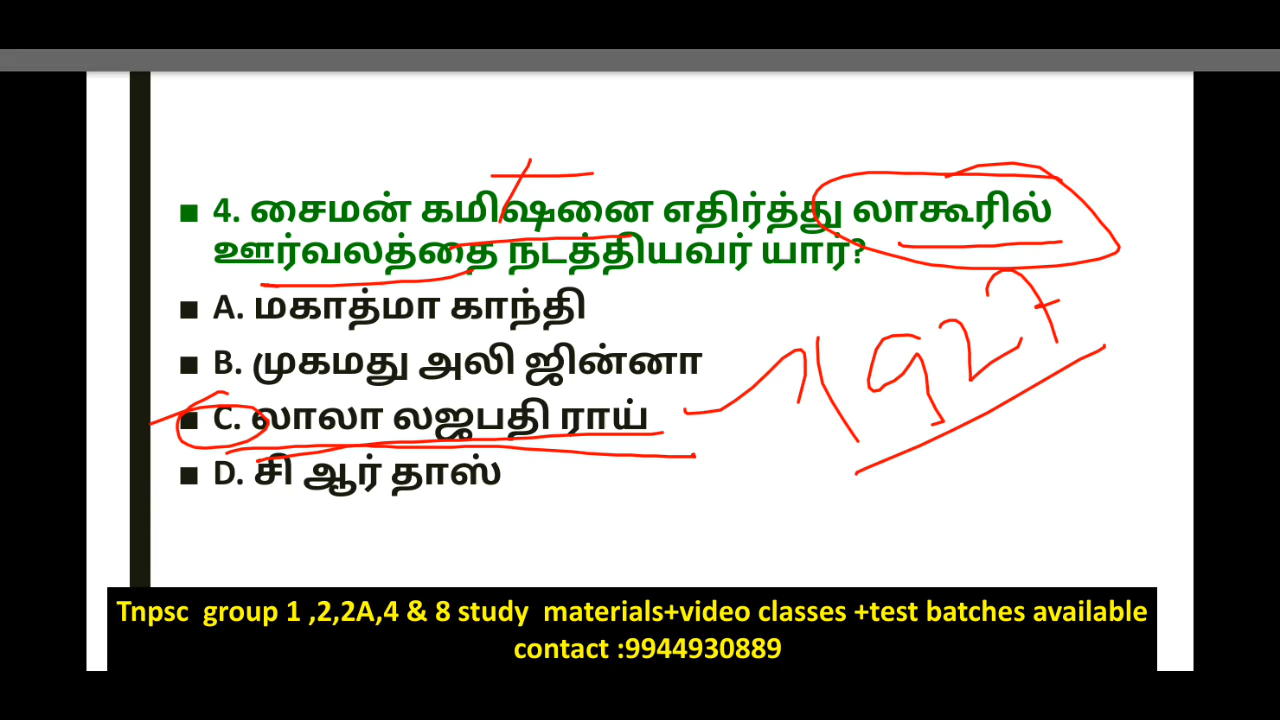 4. சைமன் கமிஷனை எதிர்த்து லாகூரில்
ஊர்வலத்தை நடத்தியவர் யார்?
A. மகாத்மா காந்தி
B. முகமது அலி ஜின்னா
C. லாலா லஜபதி ராய்
1927
D. சி ஆர் தாஸ்
Tnpsc group 1 ,2,2A,4 & 8 study materials+video classes +test batches available
contact :9944930889